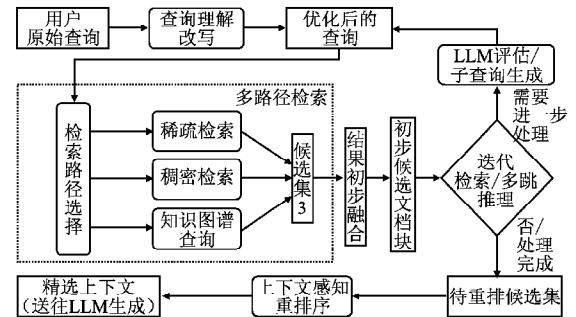 用户
原始查询
查询理解
改写
优化后的
查询
LLM评估/
子查询生成
多路径检索
需要
进一步
处理
检索路径选择
稀疏检索
稠密检索
知识图谱
查询
候选集3
结果初步融合
初步候选文档块
迭代
检索/多跳
推理
否/
处理
完成
精选上下文
(送往LLM生成)
上下文感知
重排序
待重排候选集